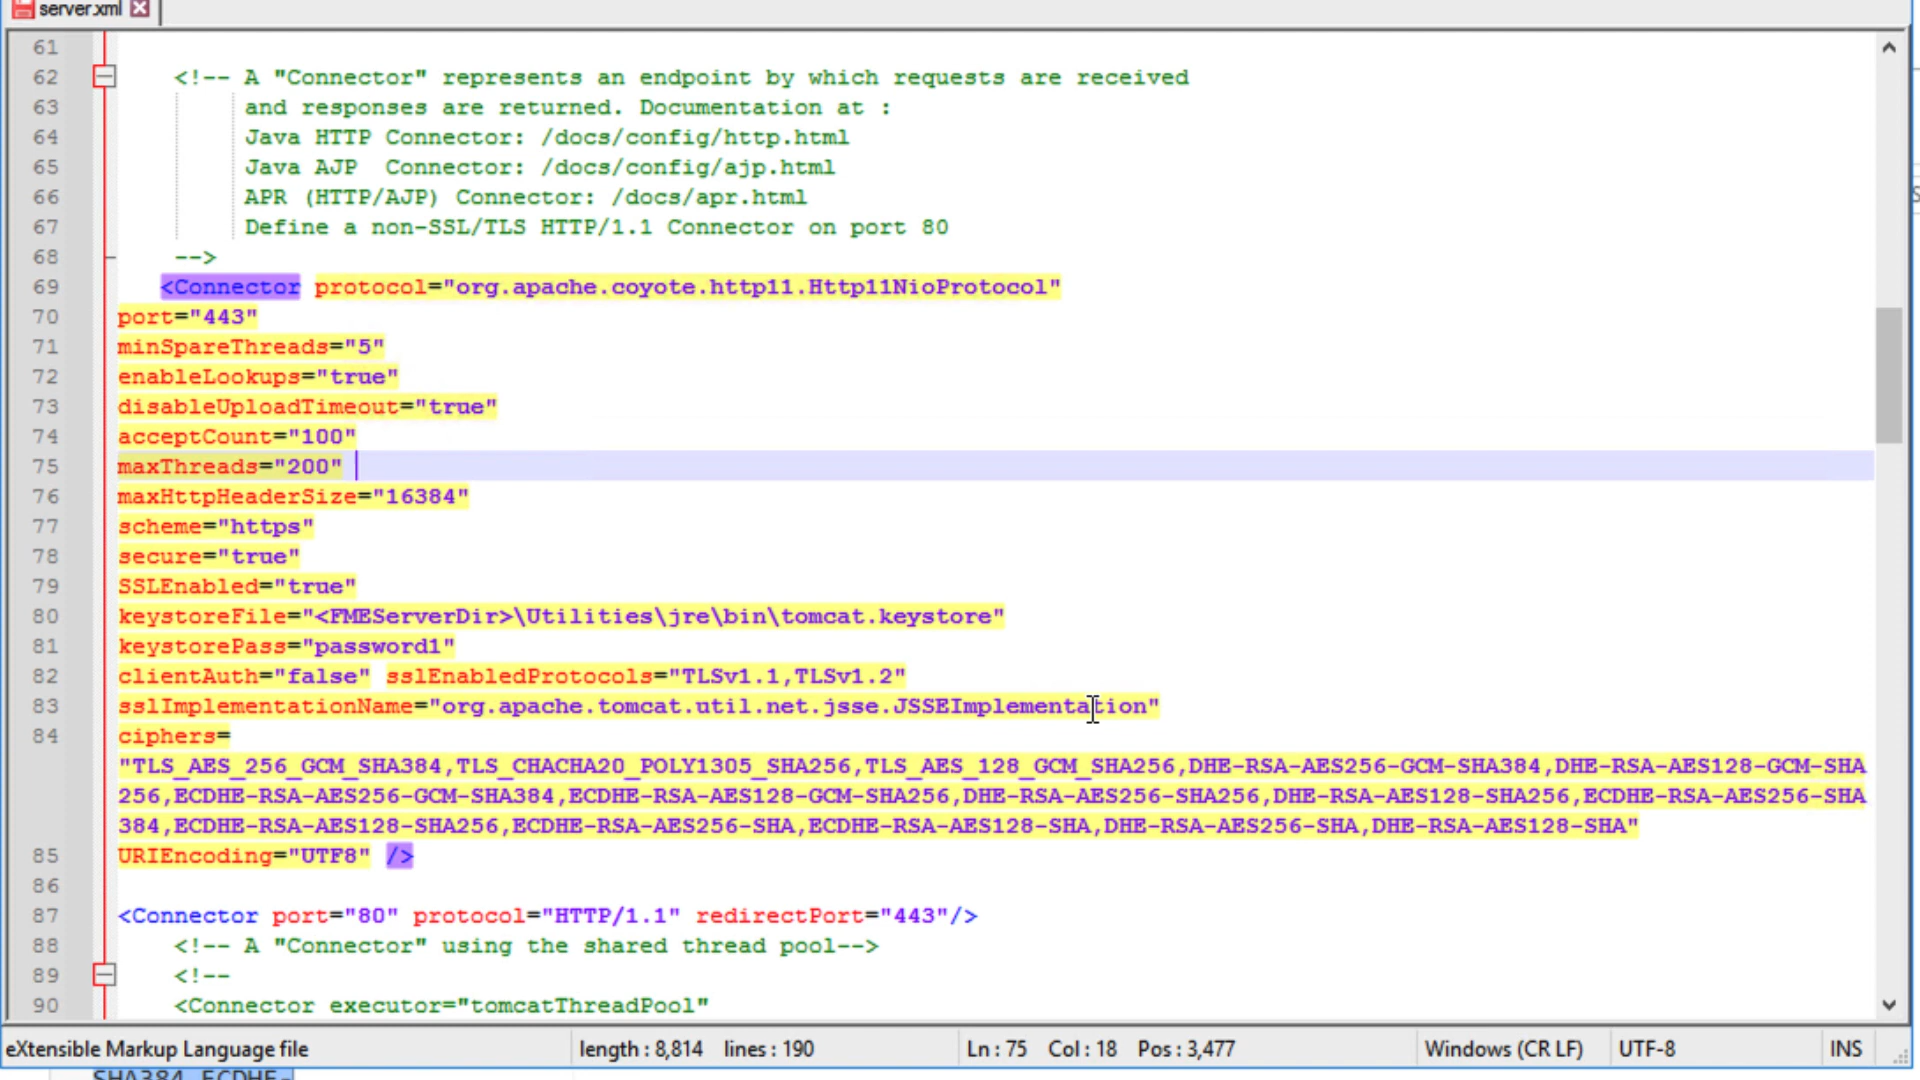 server.xml
61
62 <!-- A "Connector" represents an endpoint by which requests are received
63 and responses are returned. Documentation at :
64 Java HTTP Connector: /docs/config/http.html
65 Java AJP  Connector: /docs/config/ajp.html
66 APR (HTTP/AJP) Connector: /docs/apr.html
67 Define a non-SSL/TLS HTTP/1.1 Connector on port 80
68 -->
69 <Connector protocol="org.apache.coyote.http11.Http11NioProtocol"
70 port="443"
71 minSpareThreads="5"
72 enableLookups="true"
73 disableUploadTimeout="true"
74 acceptCount="100"
75 maxThreads="200"
76 maxHttpHeaderSize="16384"
77 scheme="https"
78 secure="true"
79 SSLEnabled="true"
80 keystoreFile="<FMEServerDir>\Utilities\jre\bin\tomcat.keystore"
81 keystorePass="password1"
82 clientAuth="false" sslEnabledProtocols="TLSv1.1,TLSv1.2"
83 sslImplementationName="org.apache.tomcat.util.net.jsse.JSSEImplementation"
84 ciphers=
"TLS_AES_256_GCM_SHA384,TLS_CHACHA20_POLY1305_SHA256,TLS_AES_128_GCM_SHA256,DHE-RSA-AES256-GCM-SHA384,DHE-RSA-AES128-GCM-SHA
256,ECDHE-RSA-AES256-GCM-SHA384,ECDHE-RSA-AES128-GCM-SHA256,DHE-RSA-AES256-SHA256,DHE-RSA-AES128-SHA256,ECDHE-RSA-AES256-SHA
384,ECDHE-RSA-AES128-SHA256,ECDHE-RSA-AES256-SHA,ECDHE-RSA-AES128-SHA,DHE-RSA-AES256-SHA,DHE-RSA-AES128-SHA"
85 URIEncoding="UTF8" />
86
87 <Connector port="80" protocol="HTTP/1.1" redirectPort="443"/>
88 <!-- A "Connector" using the shared thread pool-->
89 <!--
90 <Connector executor="tomcatThreadPool"
eXtensible Markup Language file length : 8,814 lines : 190 Ln : 75 Col : 18 Pos : 3,477 Windows (CR LF) UTF-8 INS
SHA384, ECDHE-